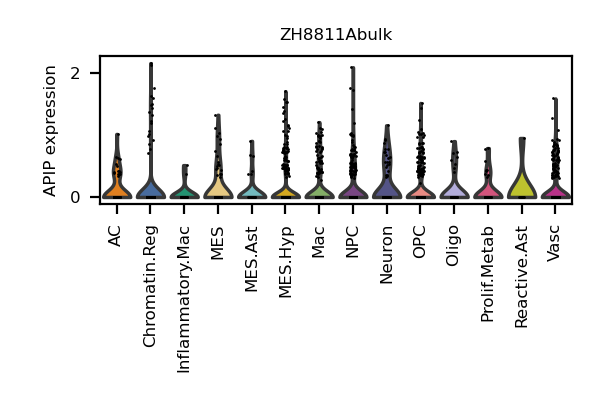 ZH8811Abulk
APIP expression
2
0
AC
Chromatin.Reg
Inflammatory.Mac
MES
MES.Ast
MES.Hyp
Mac
NPC
Neuron
OPC
Oligo
Prolif.Metab
Reactive.Ast
Vasc